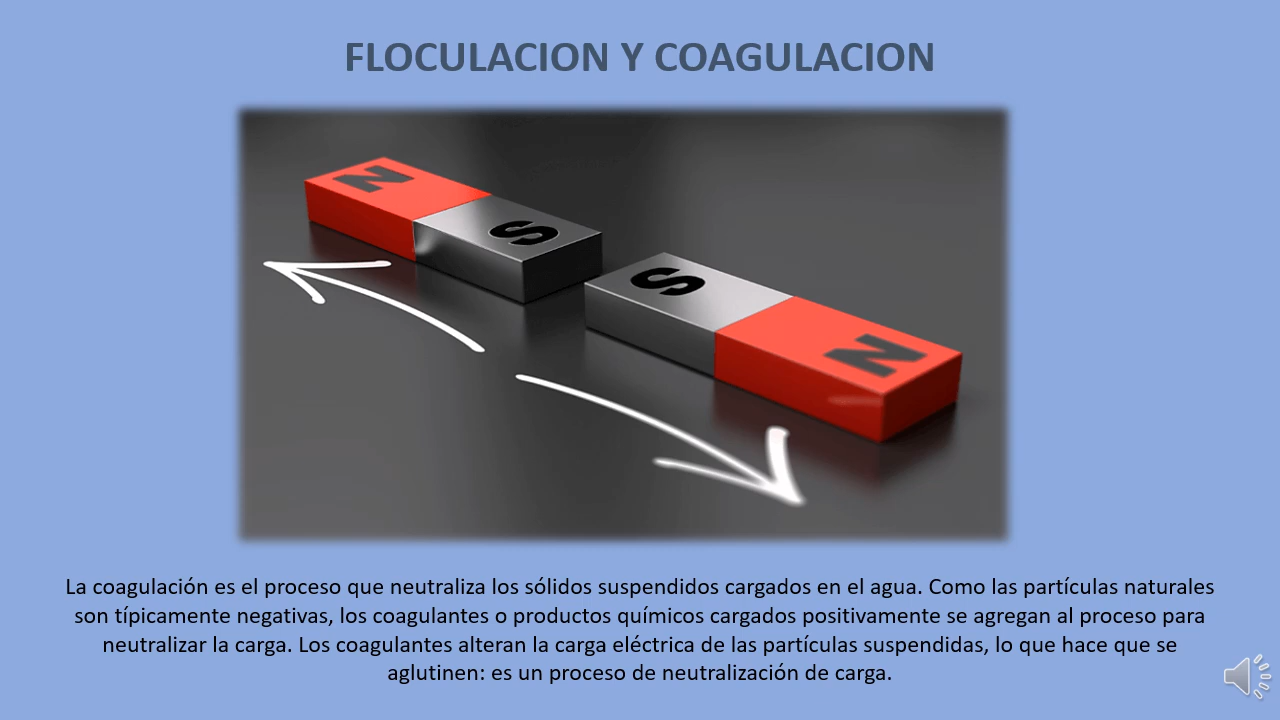 FLOCULACION Y COAGULACION
N
S
S
N
La coagulación es el proceso que neutraliza los sólidos suspendidos cargados en el agua. Como las partículas naturales
son típicamente negativas, los coagulantes o productos químicos cargados positivamente se agregan al proceso para
neutralizar la carga. Los coagulantes alteran la carga eléctrica de las partículas suspendidas, lo que hace que se
aglutinen: es un proceso de neutralización de carga.